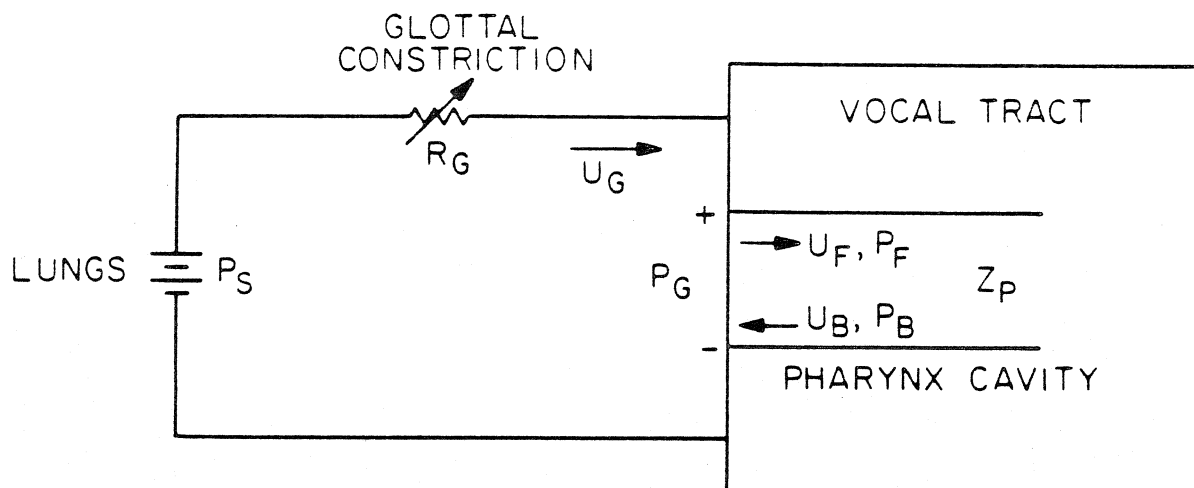 GLOTTAL
CONSTRICTION
VOCAL TRACT
R_G
U_G
+
U_F, P_F
LUNGS
P_S
P_G
Z_P
U_B, P_B
-
PHARYNX CAVITY